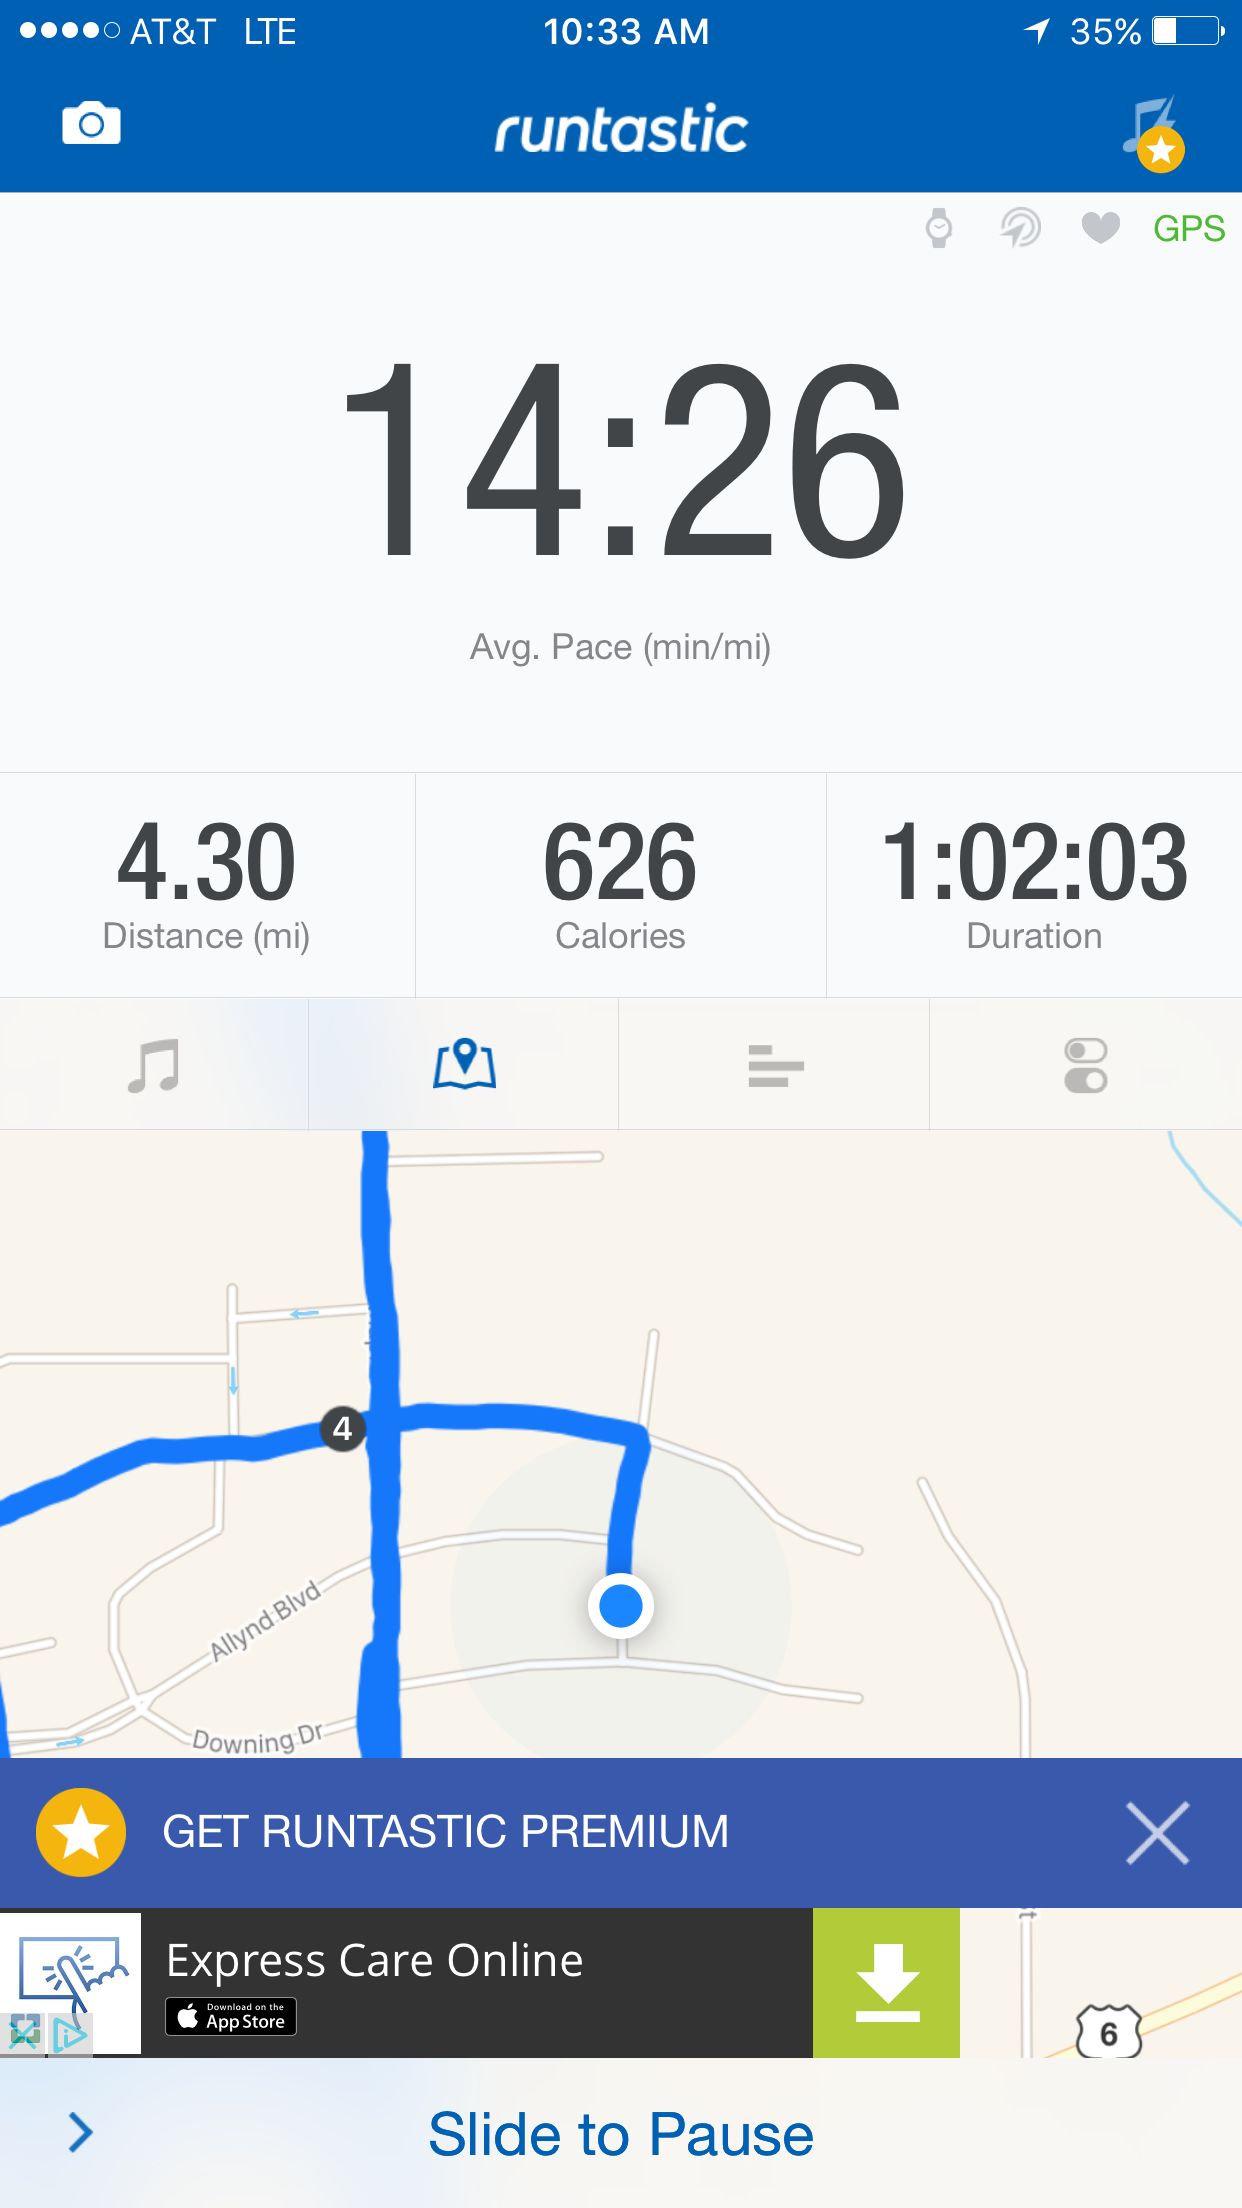 AT&T LTE 10:33 AM 35%
runtastic
GPS
14:26
Avg. Pace (min/mi)
4.30 626 1:02:03
Distance (mi) Calories Duration
4
Allynd Blvd
Downing Dr
GET RUNTASTIC PREMIUM
Express Care Online
Download on the
App Store
6
Slide to Pause